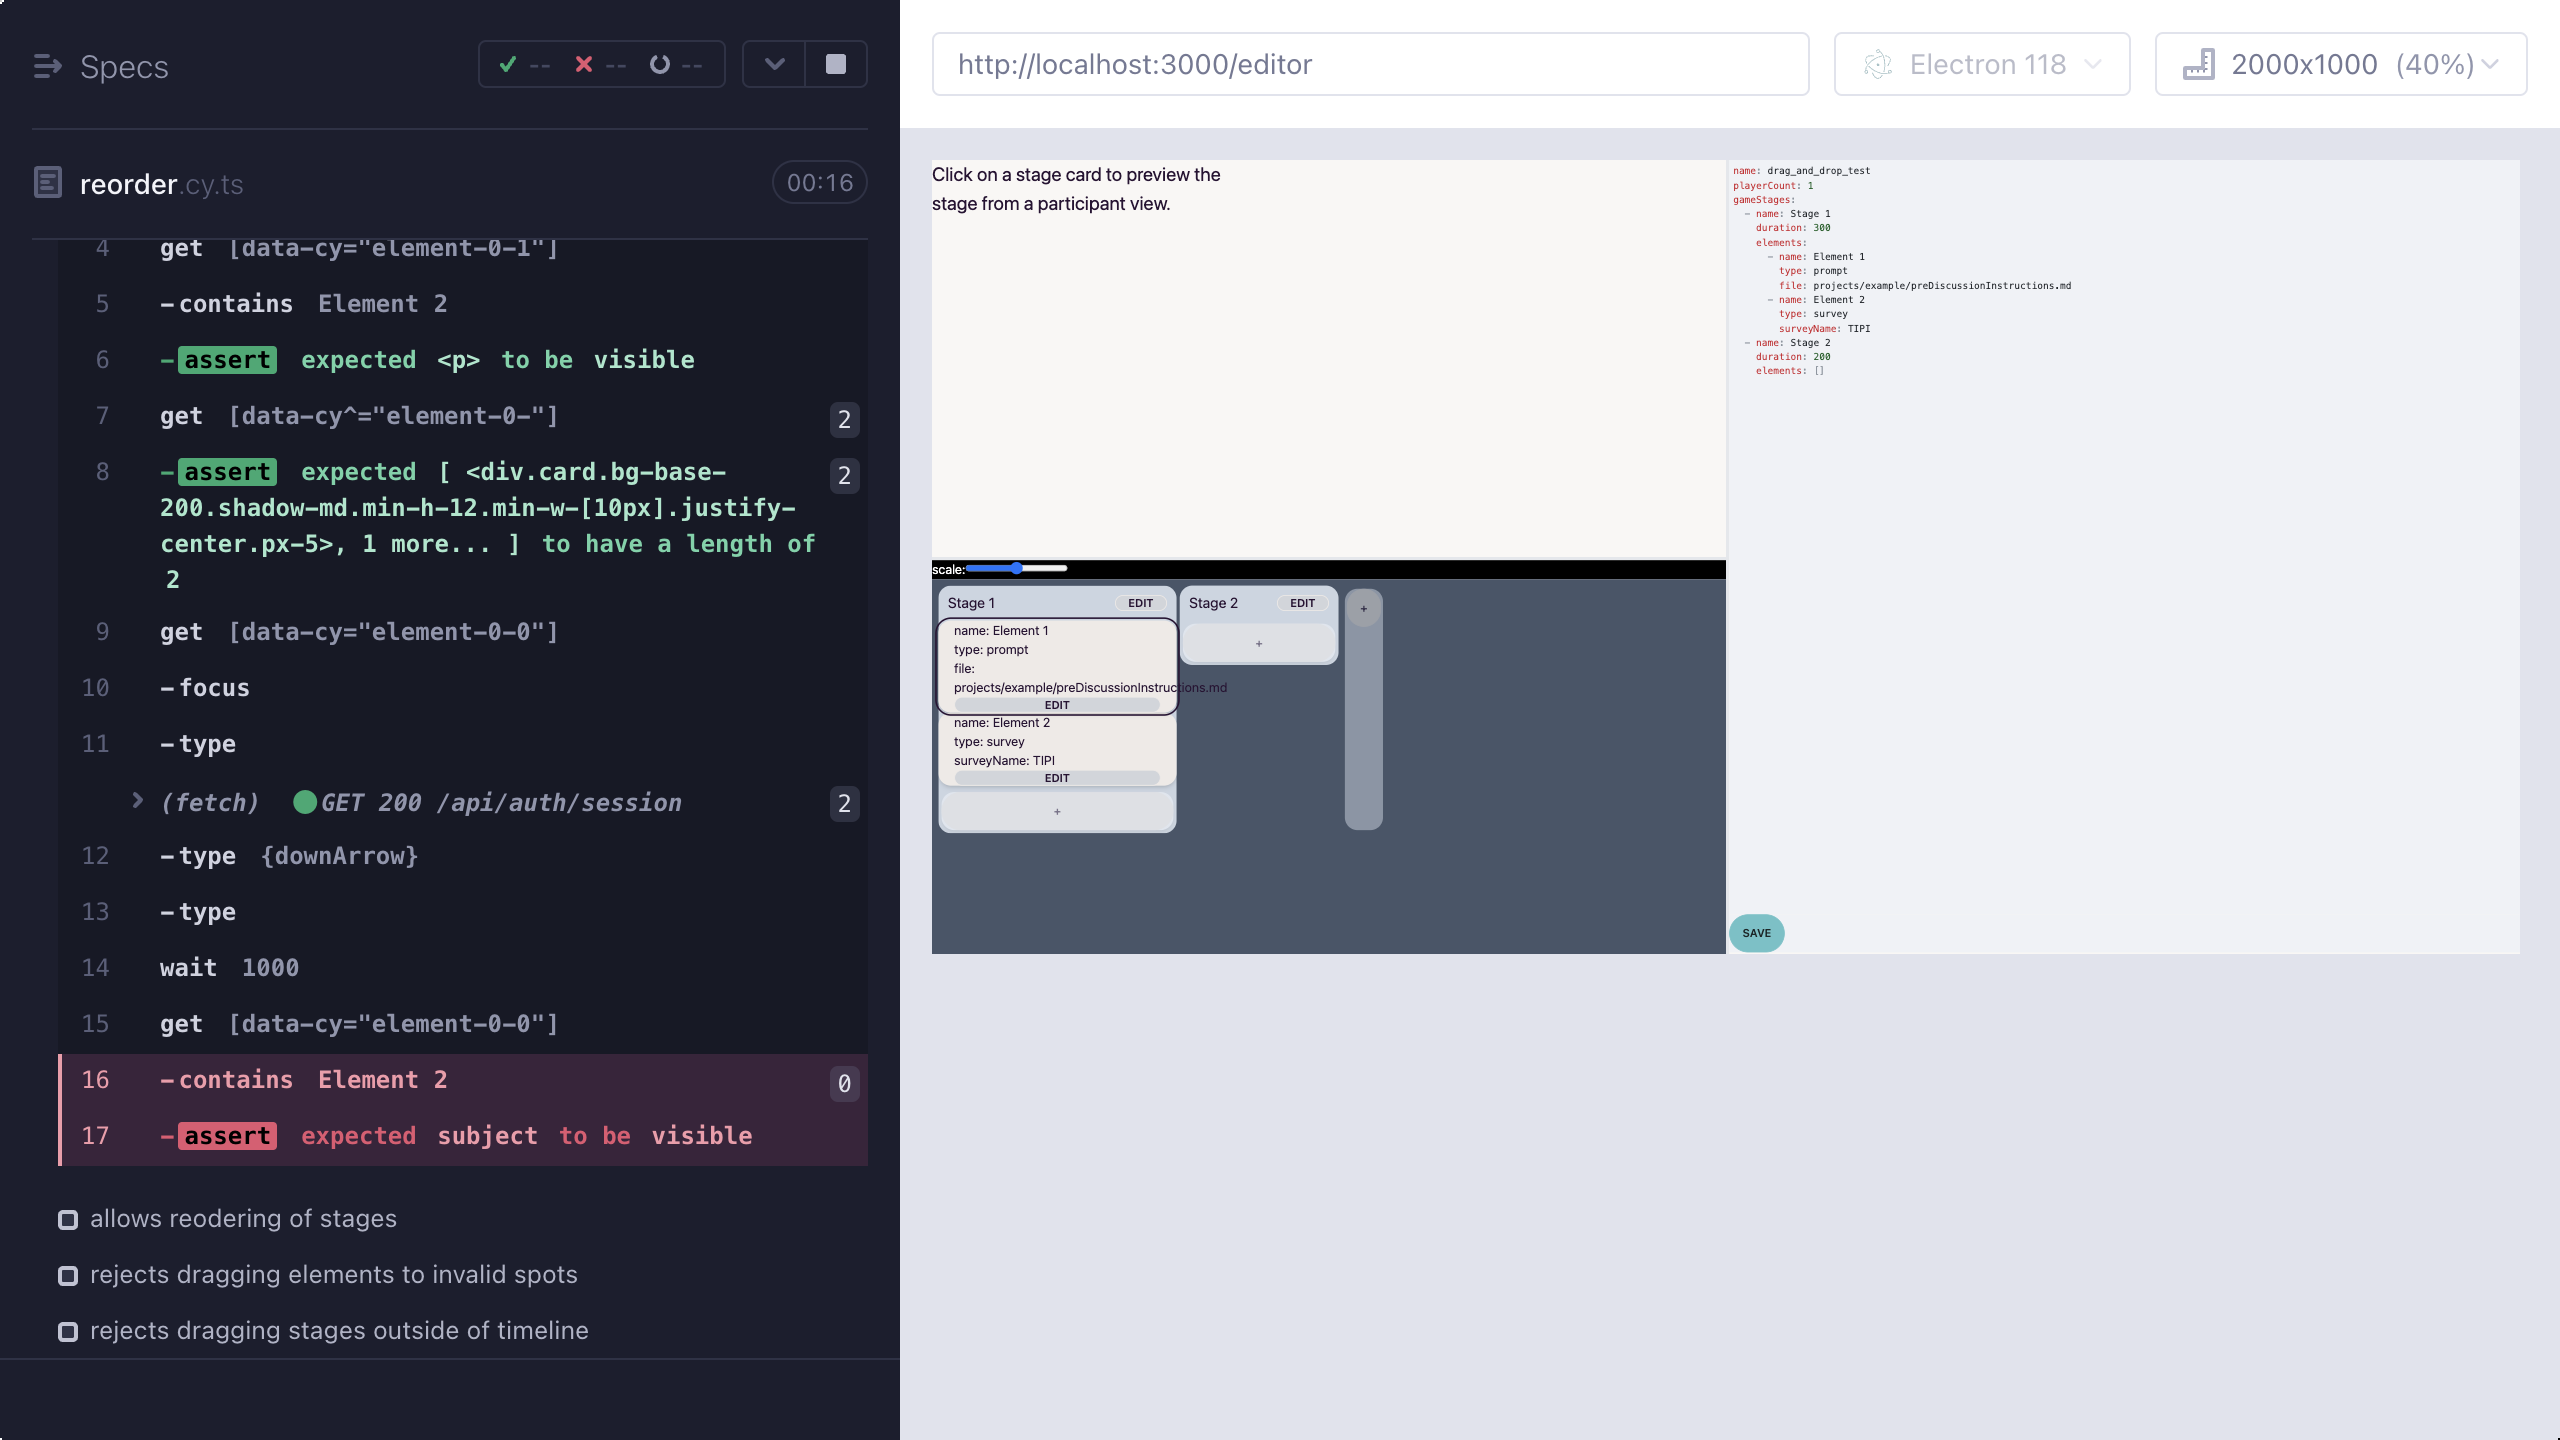 Specs
-- -- --
reorder.cy.ts
00:16
4 get [data-cy="element-0-1"]
5 -contains Element 2
6 -assert expected <p> to be visible
7 get [data-cy^="element-0-"] 2
8 -assert expected [ <div.card.bg-base-
200.shadow-md.min-h-12.min-w-[10px].justify-
center.px-5>, 1 more... ] to have a length of
2
2
9 get [data-cy="element-0-0"]
10 -focus
11 -type
(fetch) GET 200 /api/auth/session 2
12 -type {downArrow}
13 -type
14 wait 1000
15 get [data-cy="element-0-0"]
16 -contains Element 2 0
17 -assert expected subject to be visible
allows reodering of stages
rejects dragging elements to invalid spots
rejects dragging stages outside of timeline
http://localhost:3000/editor
Electron 118
2000x1000 (40%)
Click on a stage card to preview the
stage from a participant view.
scale:
Stage 1 EDIT
name: Element 1
type: prompt
file:
projects/example/preDiscussionInstructions.md
EDIT
name: Element 2
type: survey
surveyName: TIPI
EDIT
+
Stage 2 EDIT
+
+
name: drag_and_drop_test
playerCount: 1
gameStages:
- name: Stage 1
duration: 300
elements:
- name: Element 1
type: prompt
file: projects/example/preDiscussionInstructions.md
- name: Element 2
type: survey
surveyName: TIPI
- name: Stage 2
duration: 200
elements: []
SAVE